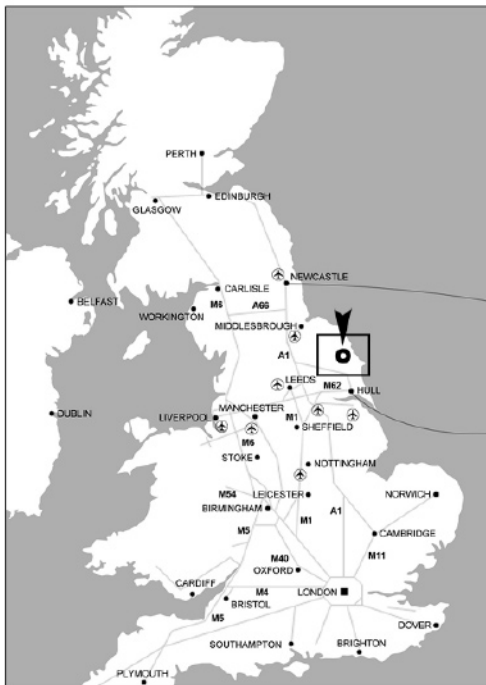 PERTH
EDINBURGH
GLASGOW
NEWCASTLE
CARLISLE
BELFAST
M6
A66
WORKINGTON
MIDDLESBROUGH
A1
LEEDS
M62
HULL
DUBLIN
MANCHESTER
LIVERPOOL
M1
SHEFFIELD
M6
STOKE
NOTTINGHAM
M54
LEICESTER
NORWICH
BIRMINGHAM
M1
A1
M5
CAMBRIDGE
M40
M11
OXFORD
CARDIFF
M4
LONDON
BRISTOL
M5
DOVER
SOUTHAMPTON
BRIGHTON
PLYMOUTH